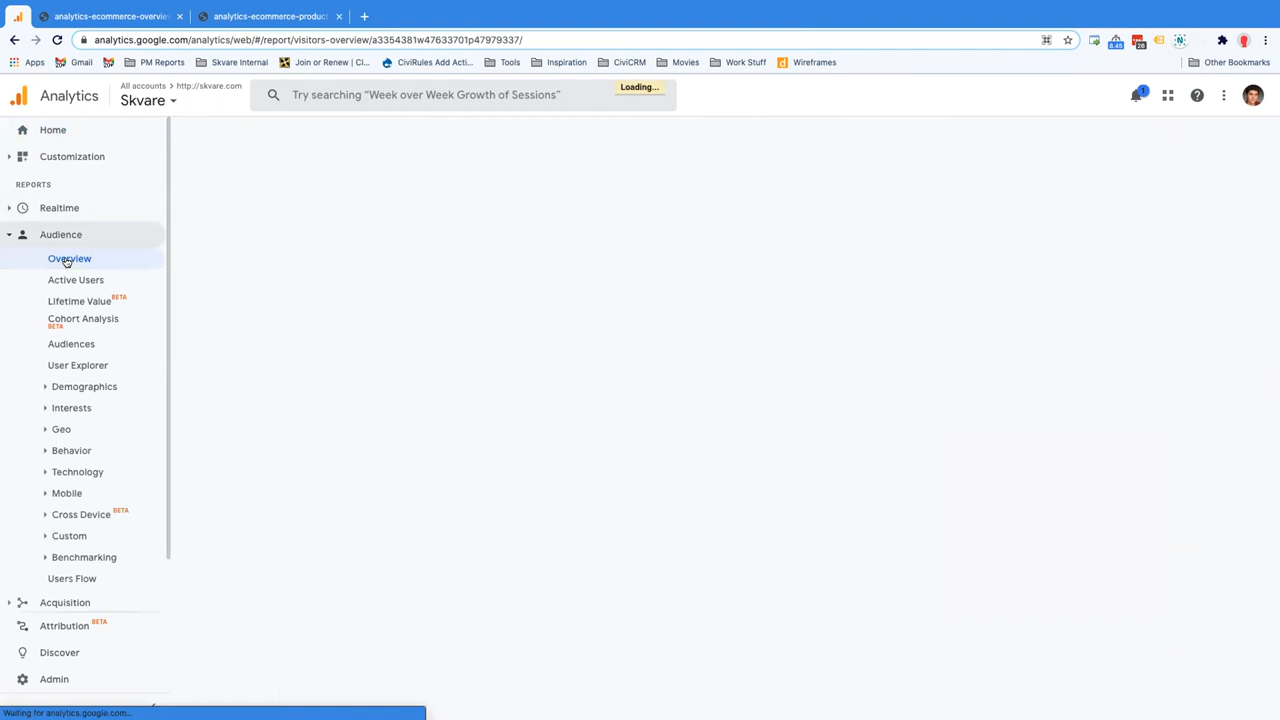 analytics-ecommerce-overvie
analytics-ecommerce-product
analytics.google.com/analytics/web/#/report/visitors-overview/a3354381w47633701p47979337/
6.45
26
Apps
Gmail
PM Reports
Skvare Internal
Join or Renew | Cl...
CiviRules Add Acti...
Tools
Inspiration
CiviCRM
Movies
Work Stuff
Wireframes
Other Bookmarks
Analytics
All accounts > http://skvare.com
Skvare
Try searching “Week over Week Growth of Sessions”
Loading...
1
Home
Customization
REPORTS
Realtime
Audience
Overview
Active Users
Lifetime Value BETA
Cohort Analysis
BETA
Audiences
User Explorer
Demographics
Interests
Geo
Behavior
Technology
Mobile
Cross Device BETA
Custom
Benchmarking
Users Flow
Acquisition
Attribution BETA
Discover
Admin
Waiting for analytics.google.com...